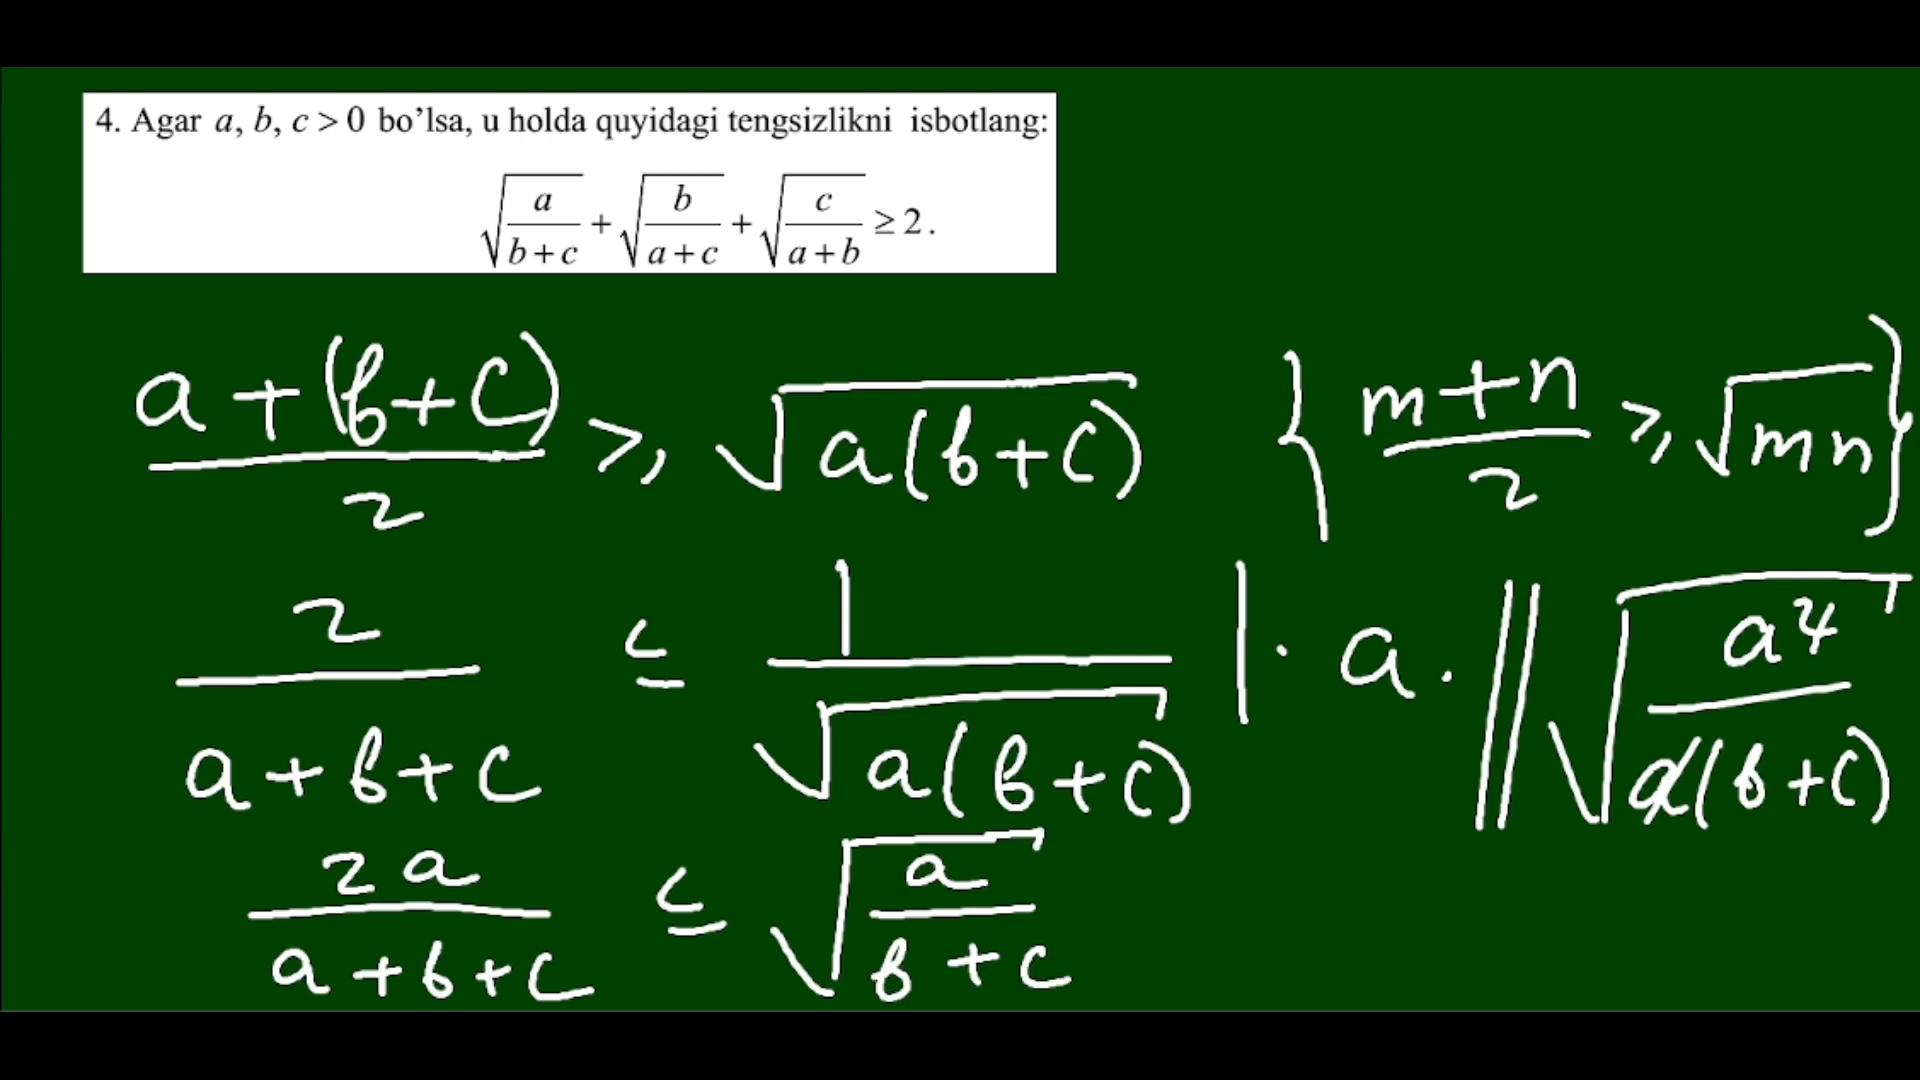 4. Agar a, b, c > 0 bo’lsa, u holda quyidagi tengsizlikni isbotlang:
√(a/(b+c)) + √(b/(a+c)) + √(c/(a+b)) ≥ 2.
(a+(b+c))/2 ≥ √(a(b+c)) { (m+n)/2 ≥ √(mn) }
2/(a+b+c) ≤ 1/√(a(b+c)) | · a · || √(a²/(a(b+c)))
2a/(a+b+c) ≤ √(a/(b+c))